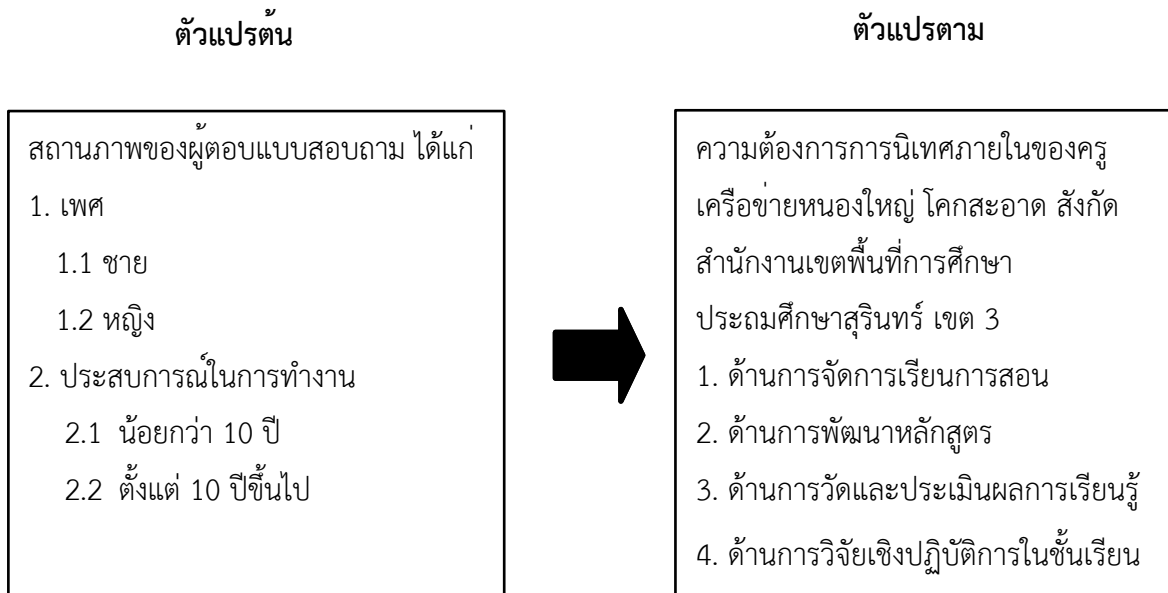 ตัวแปรต้น
ตัวแปรตาม
สถานภาพของผู้ตอบแบบสอบถาม ได้แก่
1. เพศ
1.1 ชาย
1.2 หญิง
2. ประสบการณ์ในการทำงาน
2.1 น้อยกว่า 10 ปี
2.2 ตั้งแต่ 10 ปีขึ้นไป
ความต้องการการนิเทศภายในของครู
เครือข่ายหนองใหญ่ โคกสะอาด สังกัด
สำนักงานเขตพื้นที่การศึกษา
ประถมศึกษาสุรินทร์ เขต 3
1. ด้านการจัดการเรียนการสอน
2. ด้านการพัฒนาหลักสูตร
3. ด้านการวัดและประเมินผลการเรียนรู้
4. ด้านการวิจัยเชิงปฏิบัติการในชั้นเรียน